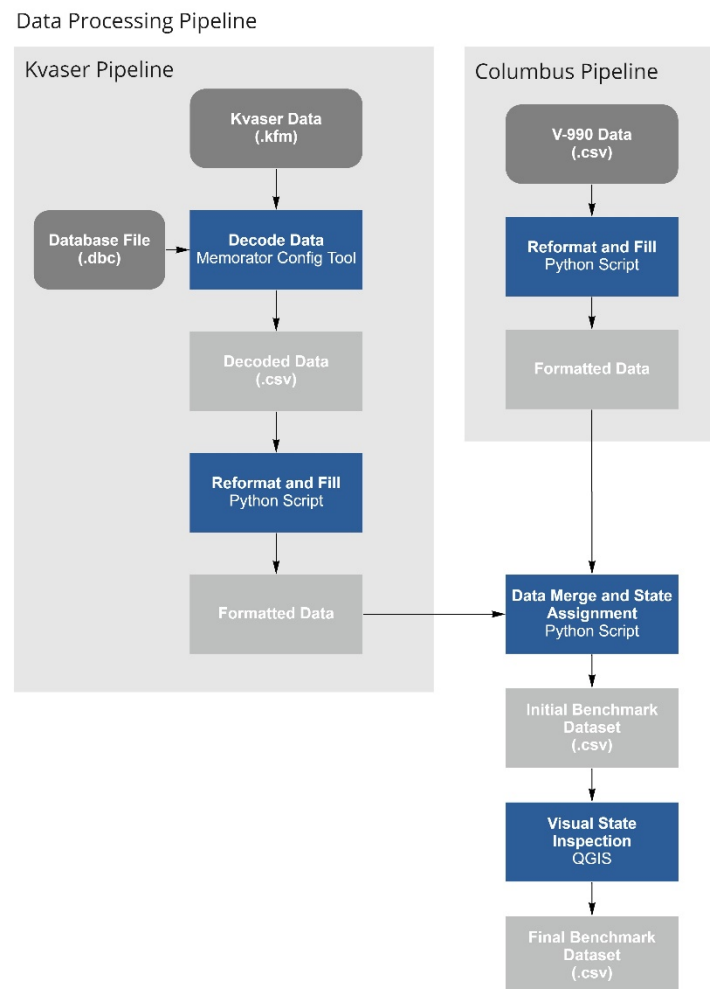 Data Processing Pipeline
Kvaser Pipeline
Kvaser Data
(.kfm)
Database File
(.dbc)
Decode Data
Memorator Config Tool
Decoded Data
(.csv)
Reformat and Fill
Python Script
Formatted Data
Columbus Pipeline
V-990 Data
(.csv)
Reformat and Fill
Python Script
Formatted Data
Data Merge and State
Assignment
Python Script
Initial Benchmark
Dataset
(.csv)
Visual State
Inspection
QGIS
Final Benchmark
Dataset
(.csv)